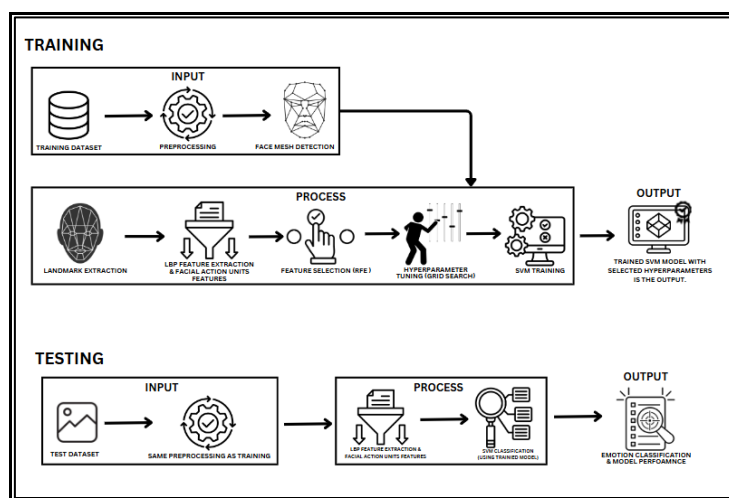 TRAINING
INPUT
TRAINING DATASET
PREPROCESSING
FACE MESH DETECTION
PROCESS
LANDMARK EXTRACTION
LBP FEATURE EXTRACTION
& FACIAL ACTION UNITS
FEATURES
FEATURE SELECTION (RFE)
HYPERPARAMETER
TUNING (GRID SEARCH)
SVM TRAINING
OUTPUT
TRAINED SVM MODEL WITH
SELECTED HYPERPARAMETERS
IS THE OUTPUT.
TESTING
INPUT
TEST DATASET
SAME PREPROCESSING AS TRAINING
PROCESS
LBP FEATURE EXTRACTION &
FACIAL ACTION UNITS FEATURES
SVM CLASSIFICATION
(USING TRAINIED MODEL)
OUTPUT
EMOTION CLASSIFICATION
& MODEL PERFOAMNCE